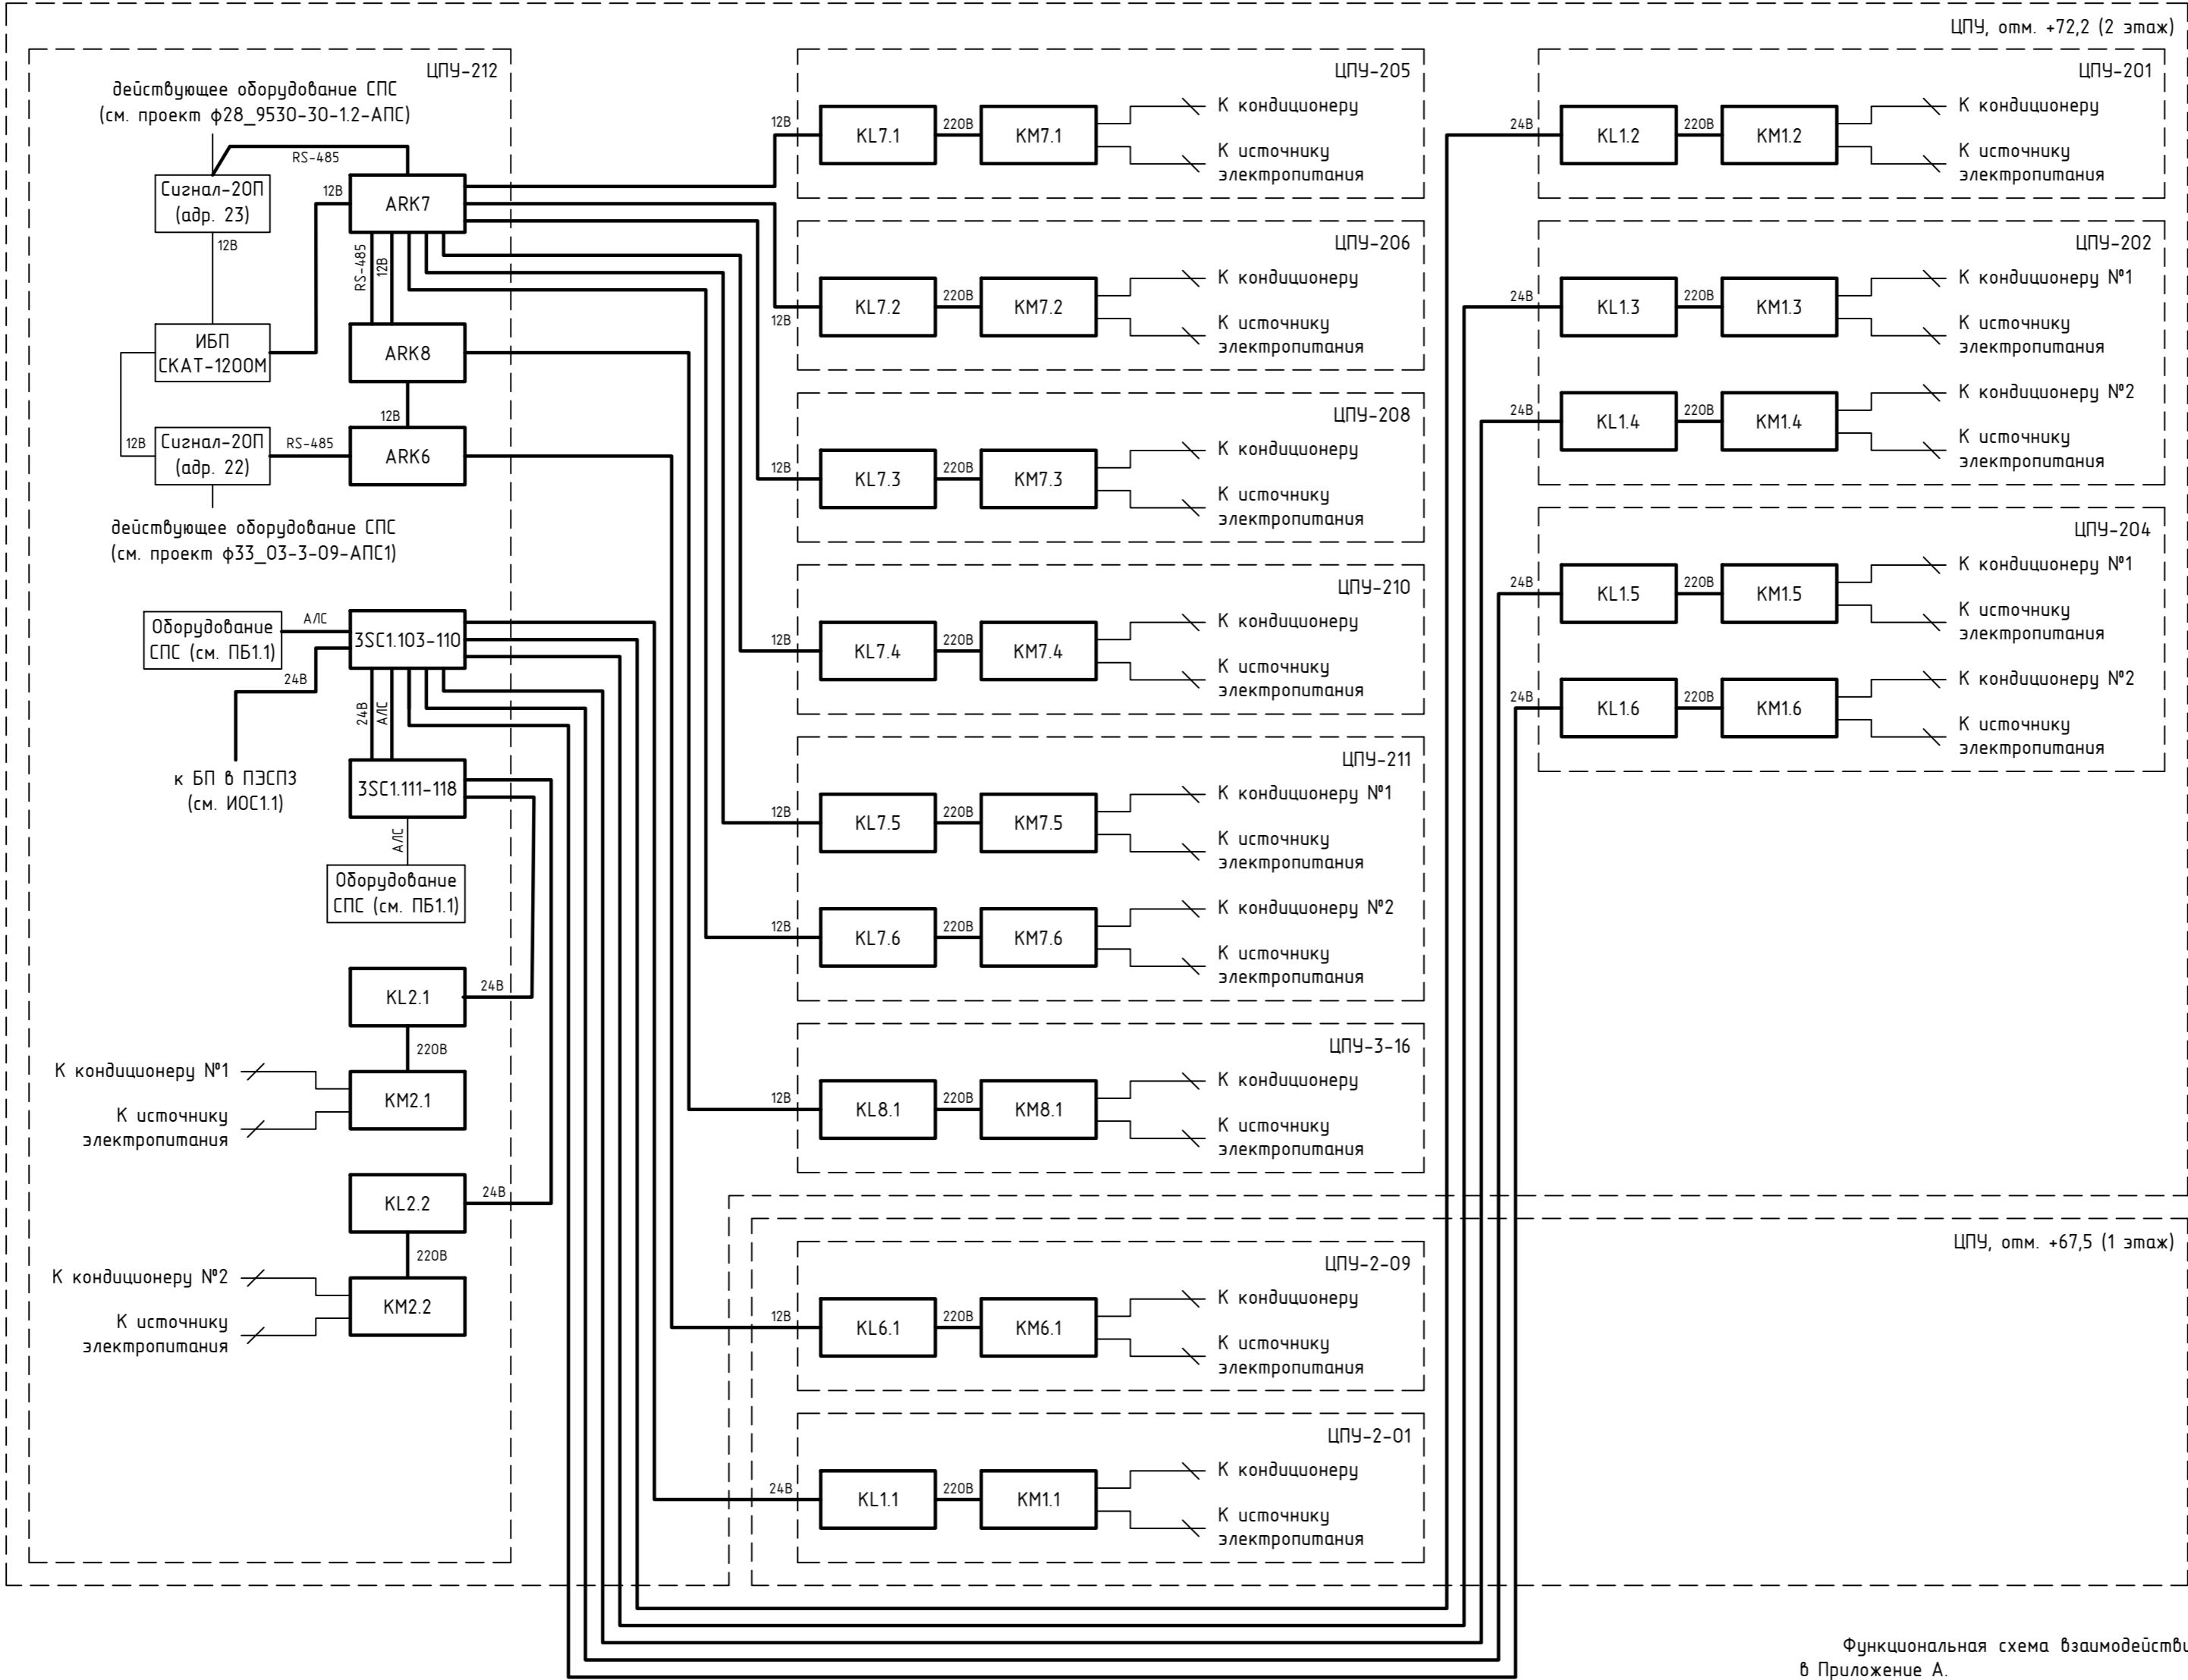 ЦПУ, отм. +72,2 (2 этаж)
ЦПУ-212
действующее оборудование СПС
(см. проект ф28_9530-30-1.2-АПС)
RS-485
Сигнал-20П
(адр. 23)
12В
12В
ARK7
RS-485
12В
ИБП
СКАТ-1200М
ARK8
12В
12В
Сигнал-20П
(адр. 22)
RS-485
ARK6
действующее оборудование СПС
(см. проект ф33_03-3-09-АПС1)
Оборудование
СПС (см. ПБ1.1)
АЛС
3SC1.103-110
24В
24В
АЛС
к БП в ПЭСПЗ
(см. ИОС1.1)
3SC1.111-118
АЛС
Оборудование
СПС (см. ПБ1.1)
KL2.1
24В
220В
К кондиционеру №1
KM2.1
К источнику
электропитания
KL2.2
24В
220В
К кондиционеру №2
KM2.2
К источнику
электропитания
ЦПУ-205
12В
KL7.1
220В
KM7.1
К кондиционеру
К источнику
электропитания
ЦПУ-206
12В
KL7.2
220В
KM7.2
К кондиционеру
К источнику
электропитания
ЦПУ-208
12В
KL7.3
220В
KM7.3
К кондиционеру
К источнику
электропитания
ЦПУ-210
12В
KL7.4
220В
KM7.4
К кондиционеру
К источнику
электропитания
ЦПУ-211
12В
KL7.5
220В
KM7.5
К кондиционеру №1
К источнику
электропитания
12В
KL7.6
220В
KM7.6
К кондиционеру №2
К источнику
электропитания
ЦПУ-3-16
12В
KL8.1
220В
KM8.1
К кондиционеру
К источнику
электропитания
ЦПУ-201
24В
KL1.2
220В
KM1.2
К кондиционеру
К источнику
электропитания
ЦПУ-202
24В
KL1.3
220В
KM1.3
К кондиционеру №1
К источнику
электропитания
24В
KL1.4
220В
KM1.4
К кондиционеру №2
К источнику
электропитания
ЦПУ-204
24В
KL1.5
220В
KM1.5
К кондиционеру №1
К источнику
электропитания
24В
KL1.6
220В
KM1.6
К кондиционеру №2
К источнику
электропитания
ЦПУ, отм. +67,5 (1 этаж)
ЦПУ-2-09
12В
KL6.1
220В
KM6.1
К кондиционеру
К источнику
электропитания
ЦПУ-2-01
24В
KL1.1
220В
KM1.1
К кондиционеру
К источнику
электропитания
Функциональная схема взаимодействи
в Приложение А.